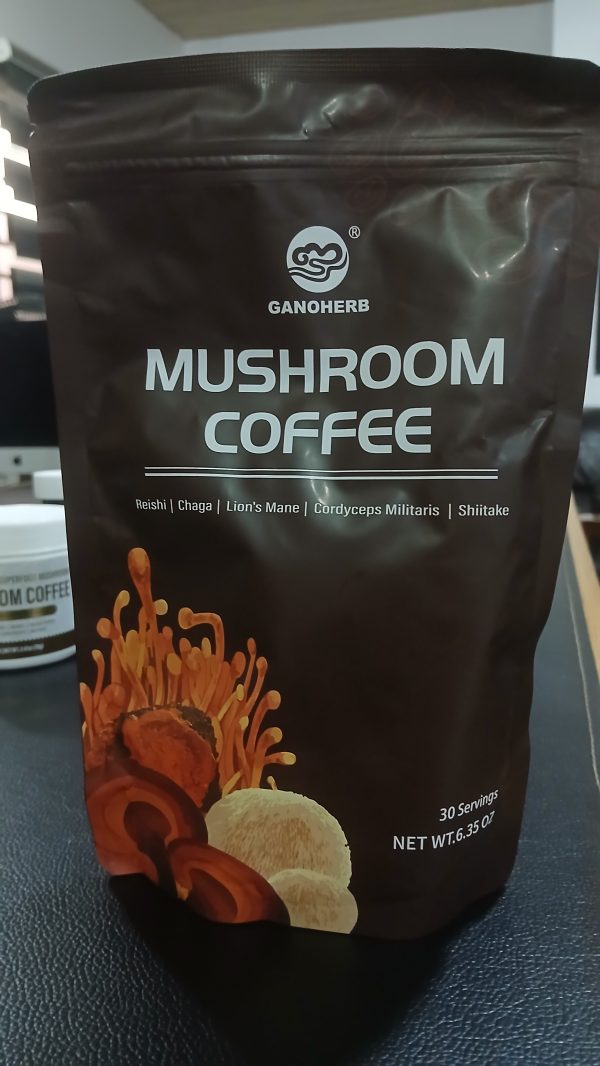 ®
GANOHERB
MUSHROOM
COFFEE
Reishi | Chaga | Lion's Mane | Cordyceps Militaris | Shiitake
30 Servings
NET WT.6.35 OZ
OM COFFEE